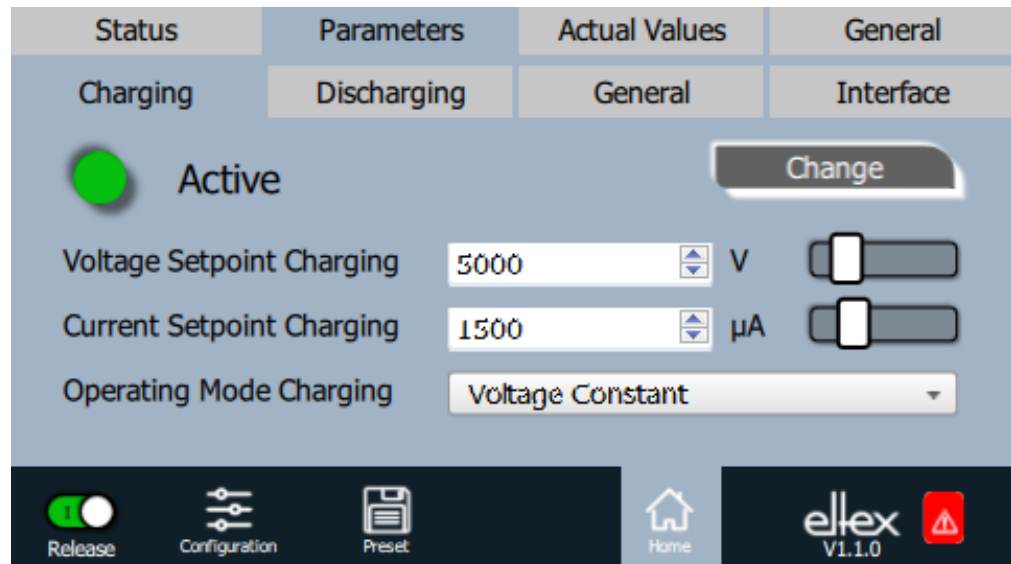 Status Parameters Actual Values General
Charging Discharging General Interface
Active Change
Voltage Setpoint Charging 5000 V
Current Setpoint Charging 1500 µA
Operating Mode Charging Voltage Constant
I
Release Configuration Preset Home eltex
V1.1.0